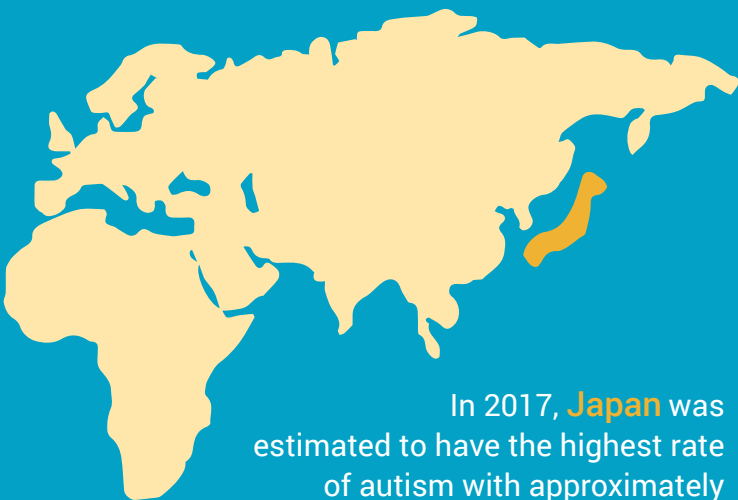 In 2017, Japan was
estimated to have the highest rate
of autism with approximately